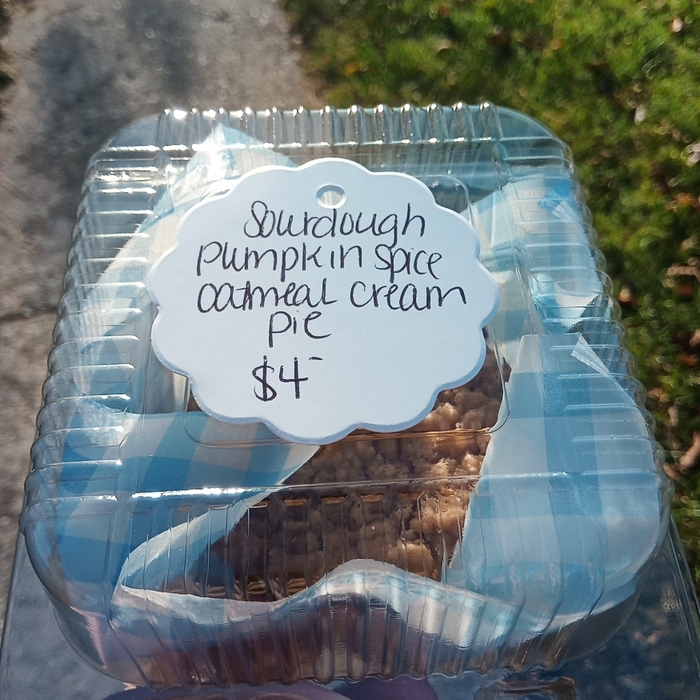 Sourdough
pumpkin spice
oatmeal cream
pie
$4-